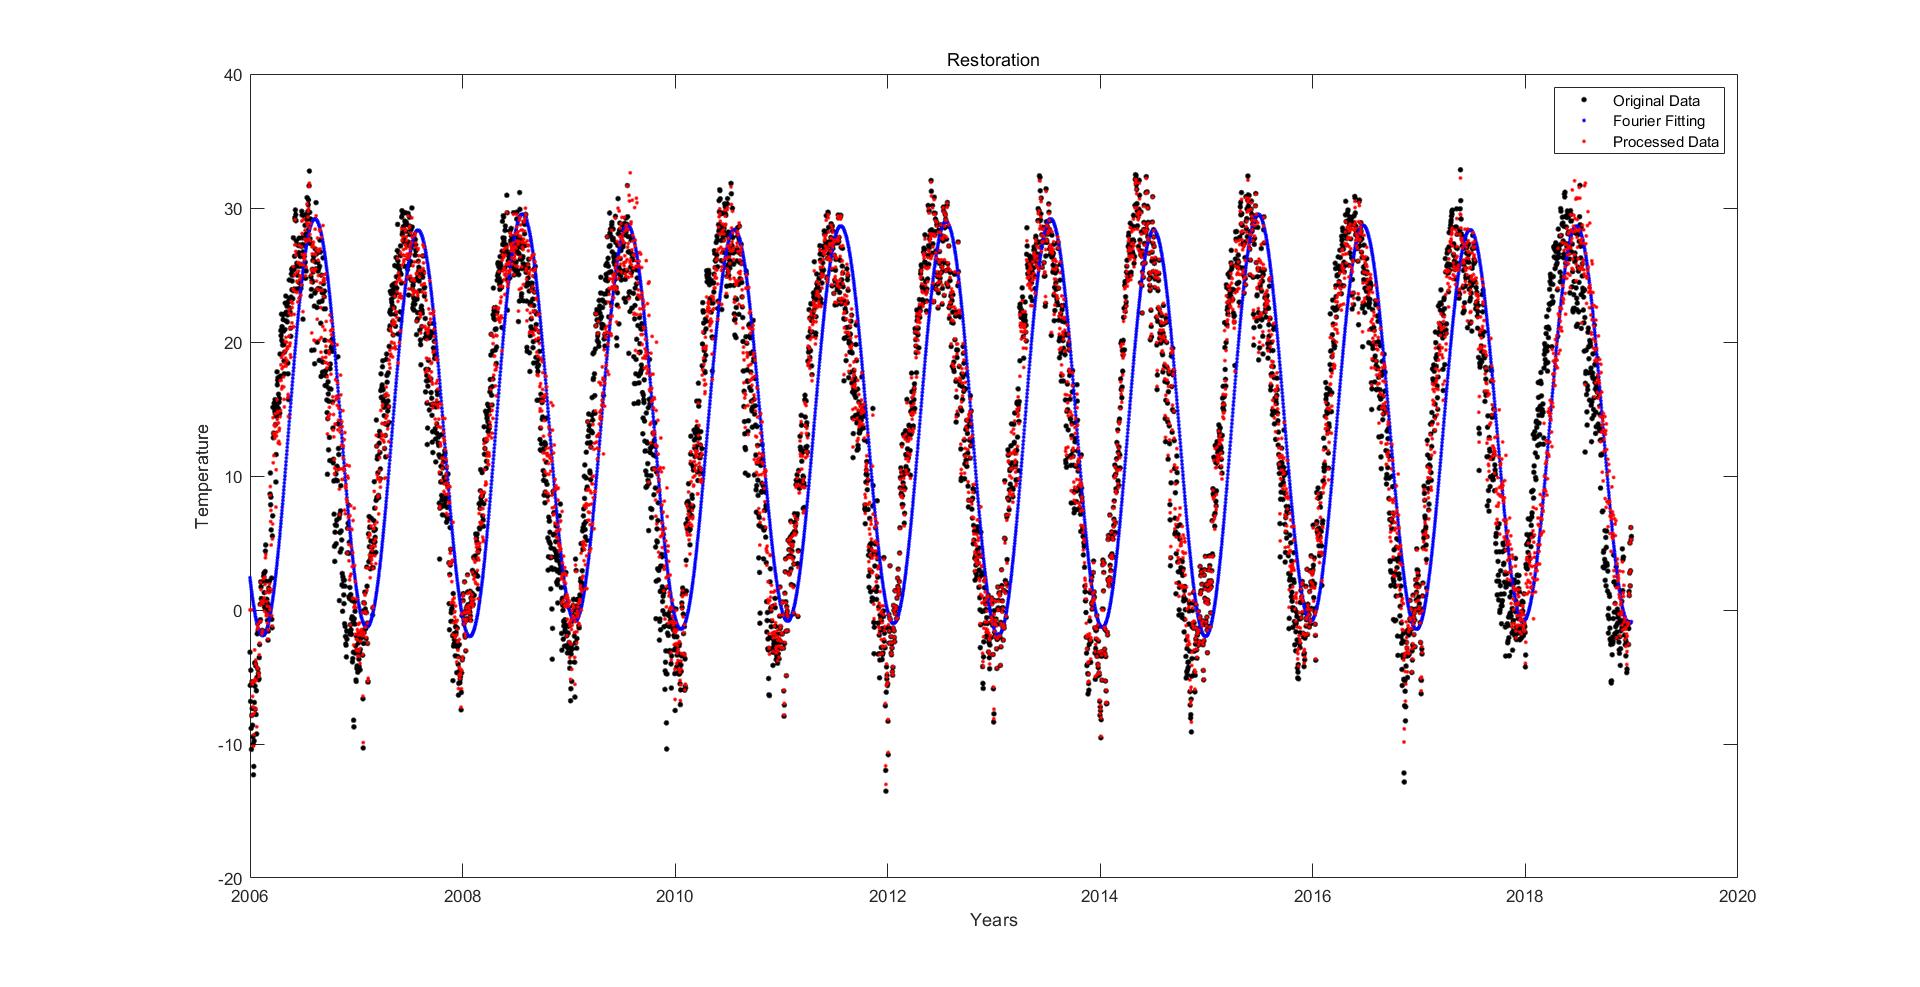 Restoration
40
30
20
10
0
-10
-20
Temperature
Original Data
Fourier Fitting
Processed Data
2006 2008 2010 2012 2014 2016 2018 2020
Years